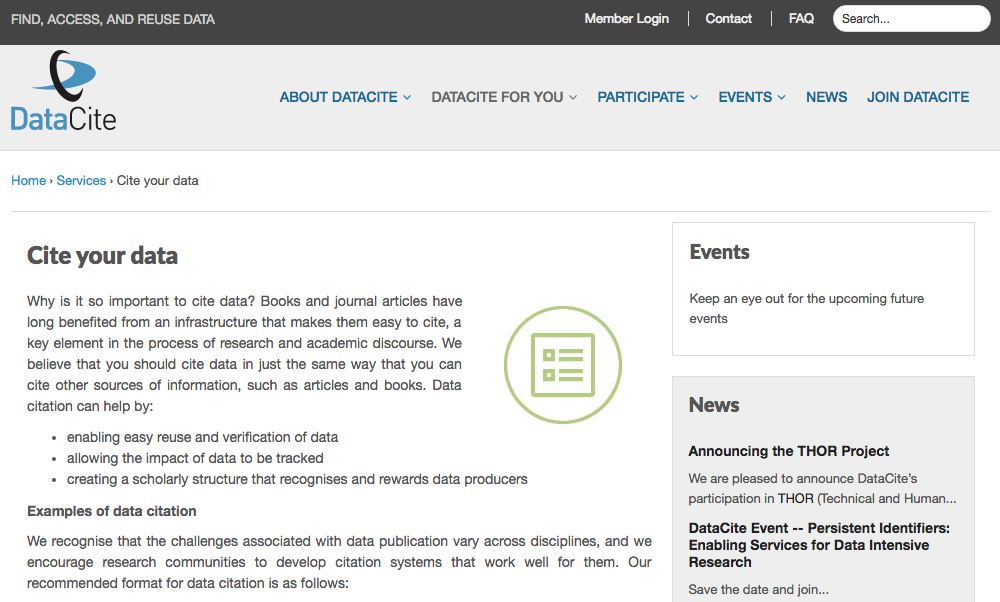 FIND, ACCESS, AND REUSE DATA
Member Login
Contact
FAQ
Search...
DataCite
ABOUT DATACITE
DATACITE FOR YOU
PARTICIPATE
EVENTS
NEWS
JOIN DATACITE
Home › Services › Cite your data
Cite your data
Why is it so important to cite data? Books and journal articles have
long benefited from an infrastructure that makes them easy to cite, a
key element in the process of research and academic discourse. We
believe that you should cite data in just the same way that you can
cite other sources of information, such as articles and books. Data
citation can help by:
• enabling easy reuse and verification of data
• allowing the impact of data to be tracked
• creating a scholarly structure that recognises and rewards data producers
Examples of data citation
We recognise that the challenges associated with data publication vary across disciplines, and we
encourage research communities to develop citation systems that work well for them. Our
recommended format for data citation is as follows:
Events
Keep an eye out for the upcoming future
events
News
Announcing the THOR Project
We are pleased to announce DataCite's
participation in THOR (Technical and Human...
DataCite Event -- Persistent Identifiers:
Enabling Services for Data Intensive
Research
Save the date and join...